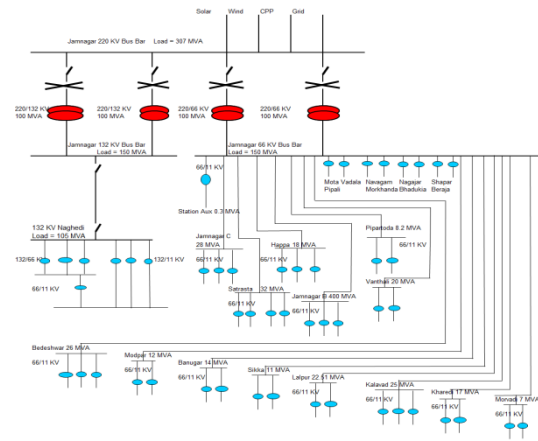 Solar Wind CPP Grid
Jamnagar 220 KV Bus Bar Load = 307 MVA
220/132 KV
100 MVA
220/132 KV
100 MVA
220/66 KV
100 MVA
220/66 KV
100 MVA
Jamnagar 132 KV Bus Bar
Load = 150 MVA
Jamnagar 66 KV Bus Bar
Load = 150 MVA
66/11 KV
Mota Vadala
Pipali
Navagam
Morkhanda
Nagajar
Bhadukia
Shapar
Beraja
Station Aux 0.3 MVA
132 KV Naghedi
Load = 105 MVA
132/66 KV
132/11 KV
66/11 KV
Jamnagar C
28 MVA
66/11 KV
Happa 18 MVA
66/11 KV
Pipartoda 8.2 MVA
66/11 KV
Satrasta 32 MVA
66/11 KV
Jamnagar B 400 MVA
66/11 KV
Vanthali 20 MVA
66/11 KV
Bedeshwar 26 MVA
66/11 KV
Modpar 12 MVA
66/11 KV
Banugar 14 MVA
66/11 KV
Sikka 11 MVA
66/11 KV
Lalpur 22.51 MVA
66/11 KV
Kalavad 25 MVA
66/11 KV
Kharedi 17 MVA
66/11 KV
Monadi 7 MVA
66/11 KV